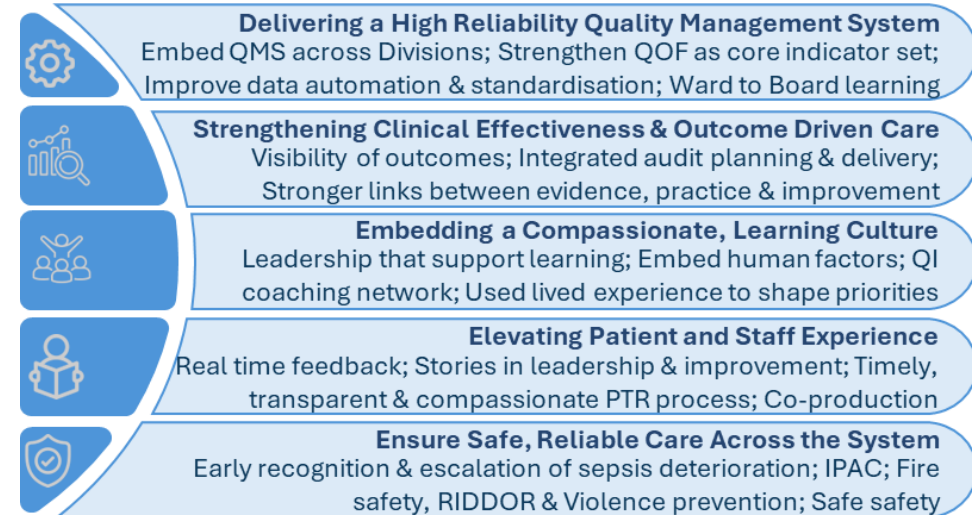 Delivering a High Reliability Quality Management System
Embed QMS across Divisions; Strengthen QOF as core indicator set;
Improve data automation & standardisation; Ward to Board learning
Strengthening Clinical Effectiveness & Outcome Driven Care
Visibility of outcomes; Integrated audit planning & delivery;
Stronger links between evidence, practice & improvement
Embedding a Compassionate, Learning Culture
Leadership that support learning; Embed human factors; QI
coaching network; Used lived experience to shape priorities
Elevating Patient and Staff Experience
Real time feedback; Stories in leadership & improvement; Timely,
transparent & compassionate PTR process; Co-production
Ensure Safe, Reliable Care Across the System
Early recognition & escalation of sepsis deterioration; IPAC; Fire
safety, RIDDOR & Violence prevention; Safe safety